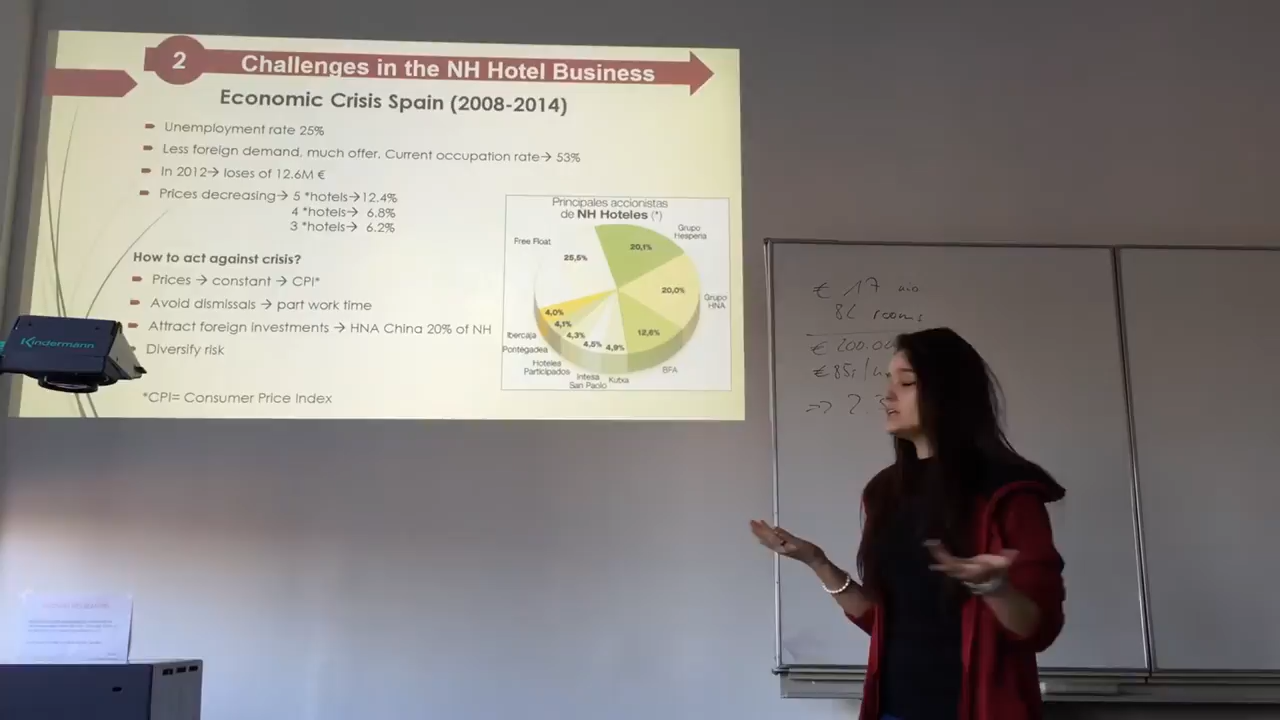 2
Challenges in the NH Hotel Business
Economic Crisis Spain (2008-2014)
Unemployment rate 25%
Less foreign demand, much offer. Current occupation rate→ 53%
In 2012→ loses of 12.6M €
Prices decreasing→ 5 *hotels→12.4%
4 *hotels→ 6.8%
3 *hotels→ 6.2%
How to act against crisis?
Prices → constant → CPI*
Avoid dismissals → part work time
Attract foreign investments → HNA China 20% of NH
Diversify risk
*CPI= Consumer Price Index
Principales accionistas
de NH Hoteles (*)
Grupo
Hesperia
20,1%
Free Float
25,5%
20,0%
Grupo
HNA
4,0%
4,1%
4,3%
4,5%
4,9%
12,6%
Ibercaja
Pontegadea
Hoteles
Participados
Intesa
San Paolo
Kutxa
BFA
Kindermann
€ 17 mio
rooms